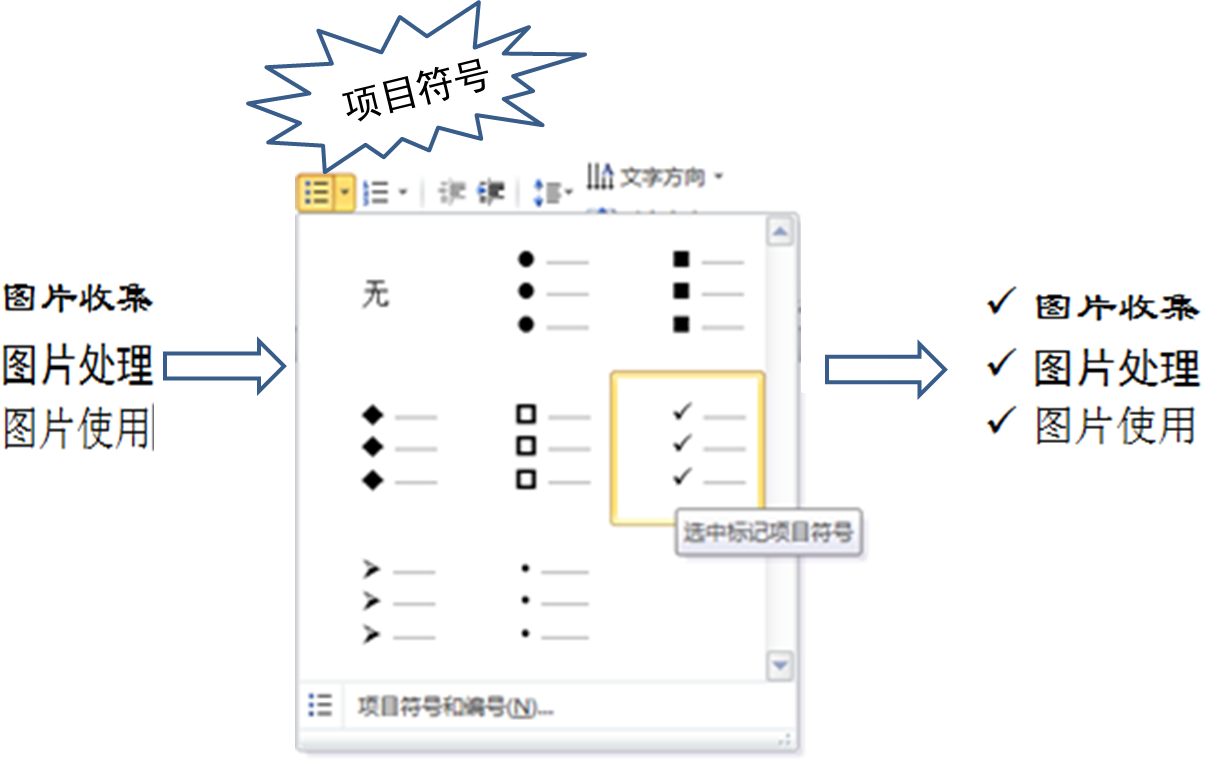 项目符号
文字方向
图片收集
图片处理
图片使用
无
选中标记项目符号
项目符号和编号(N)...
✓ 图片收集
✓ 图片处理
✓ 图片使用